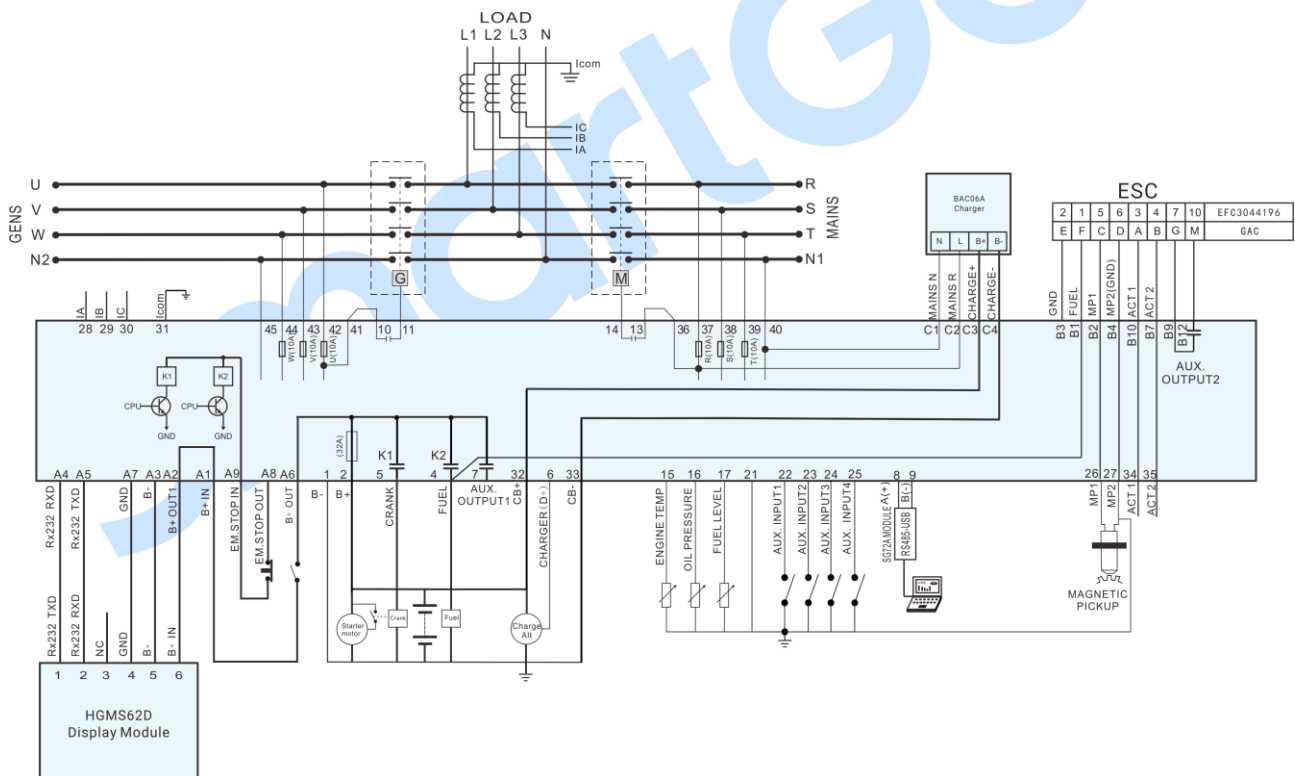 LOAD
L1 L2 L3 N
Icom
IC
IB
IA
GENS
U
V
W
N2
R
S
T
N1
MAINS
G
M
BAC06A
Charger
N L B+ B-
ESC
2 1 5 6 3 4 7 10 EFC3044196
E F C D A B G M GAC
IA
IB
IC
Icom
28 29 30 31
45 44 43 42 41 10 11
W(10A)
V(10A)
U(10A)
14 13 36 37 38 39 40
R(10A)
S(10A)
T(10A)
MAINS N
MAINS R
CHARGE+
CHARGE-
C1 C2 C3 C4
GND
FUEL
MP1
MP2(GND)
ACT 1
ACT 2
B3 B1 B2 B4 B10 B7 B9 B12
AUX.
OUTPUT2
K1 K2
CPU CPU
GND GND
(32A)
K1 K2
A4 A5 A7 A3 A2 A1 A9 A8 A6 1 2 5 4 7 32 6 33
15 16 17 21 22 23 24 25 8 9 26 27 34 35
Rx232 RXD
Rx232 TXD
GND
B-
B+ OUT1
B+ IN
EM.STOP IN
EM.STOP OUT
B- OUT
B-
B+
CRANK
FUEL
AUX.
OUTPUT1
CB+
CHARGER(D+)
CB-
ENGINE TEMP
OIL PRESSURE
FUEL LEVEL
AUX. INPUT1
AUX. INPUT2
AUX. INPUT3
AUX. INPUT4
A(+)
B(-)
SG72A MODULE
RS485-USB
MP1
MP2
ACT 1
ACT 2
MAGNETIC
PICKUP
Starter
motor
Crank
Fuel
Charge
Alt
Rx232 TXD
Rx232 RXD
NC
GND
B-
B+ IN
1 2 3 4 5 6
HGMS62D
Display Module